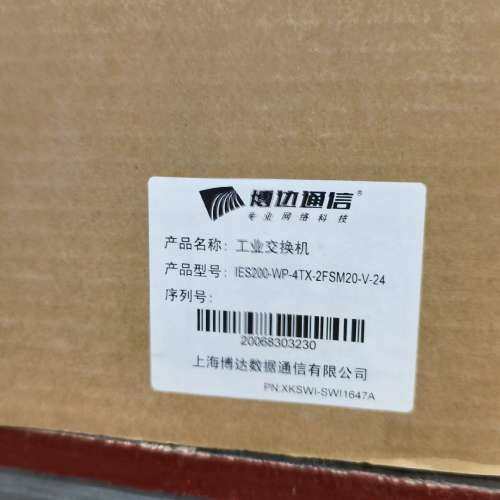 博达通信®
专业网络科技
产品名称: 工业交换机
产品型号: IES200-WP-4TX-2FSM20-V-24
序列号:
20068303230
上海博达数据通信有限公司
PN:XKSWI-SWI1647A